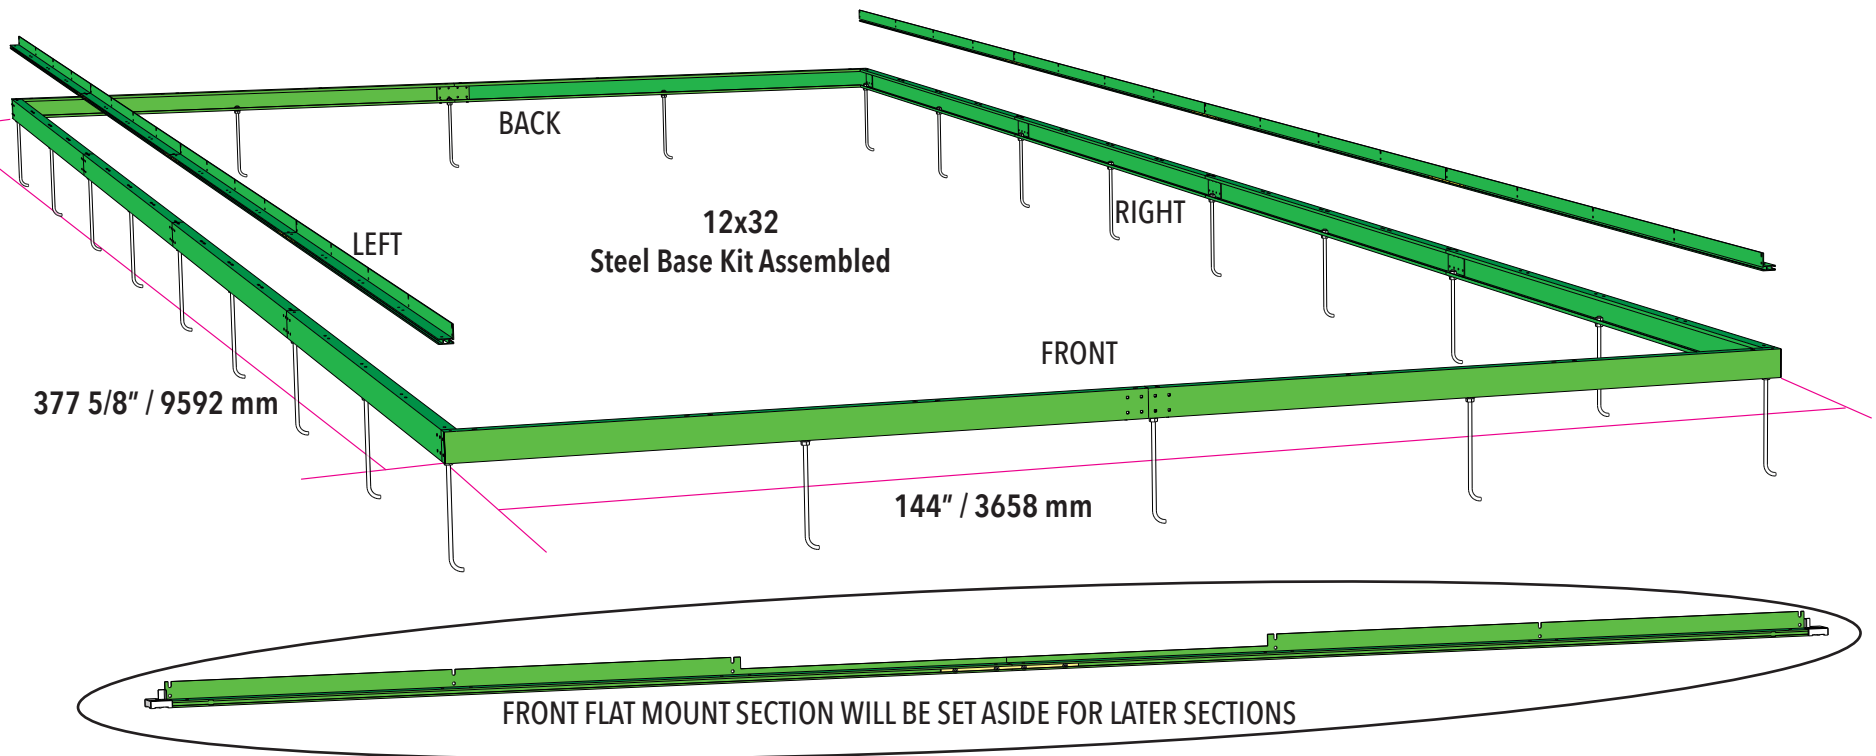 BACK
LEFT
12x32
Steel Base Kit Assembled
RIGHT
FRONT
377 5/8" / 9592 mm
144" / 3658 mm
FRONT FLAT MOUNT SECTION WILL BE SET ASIDE FOR LATER SECTIONS